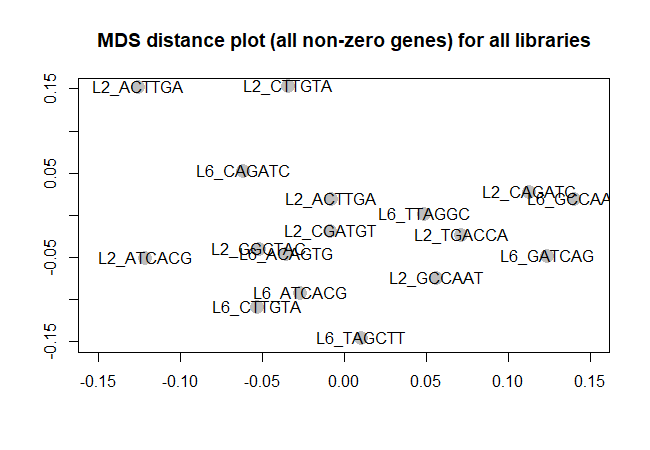 MDS distance plot (all non-zero genes) for all libraries
0.15
0.05
-0.05
-0.15
L2_ACTTGA
L2_CTTGTA
L6_CAGATC
L2_ACTTGA
L2_CAGATC
L6_GCCAA
L6_TTAGGC
L2_CGATGT
L2_TGACCA
L2_GGCTAC
L6_ACAGTG
L2_ATCACG
L6_GATCAG
L2_GCCAAT
L6_ATCACG
L6_CTTGTA
L6_TAGCTT
-0.15 -0.10 -0.05 0.00 0.05 0.10 0.15